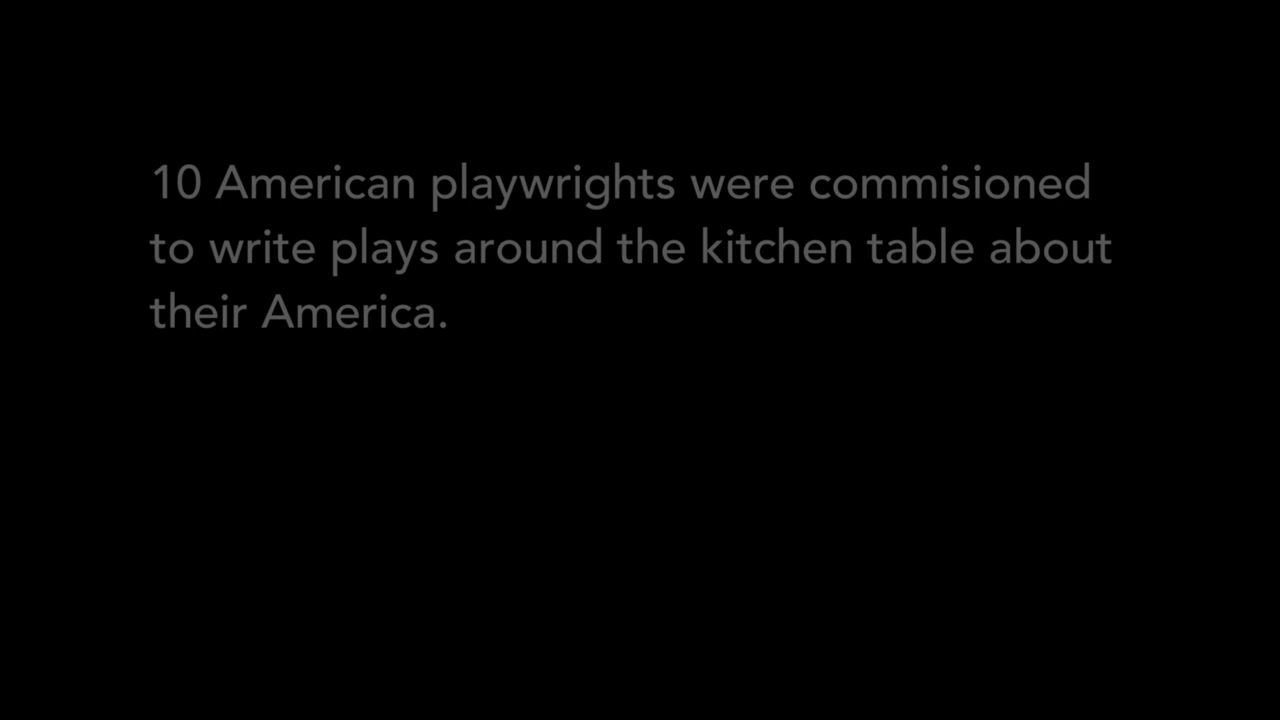 10 American playwrights were commisioned
to write plays around the kitchen table about
their America.